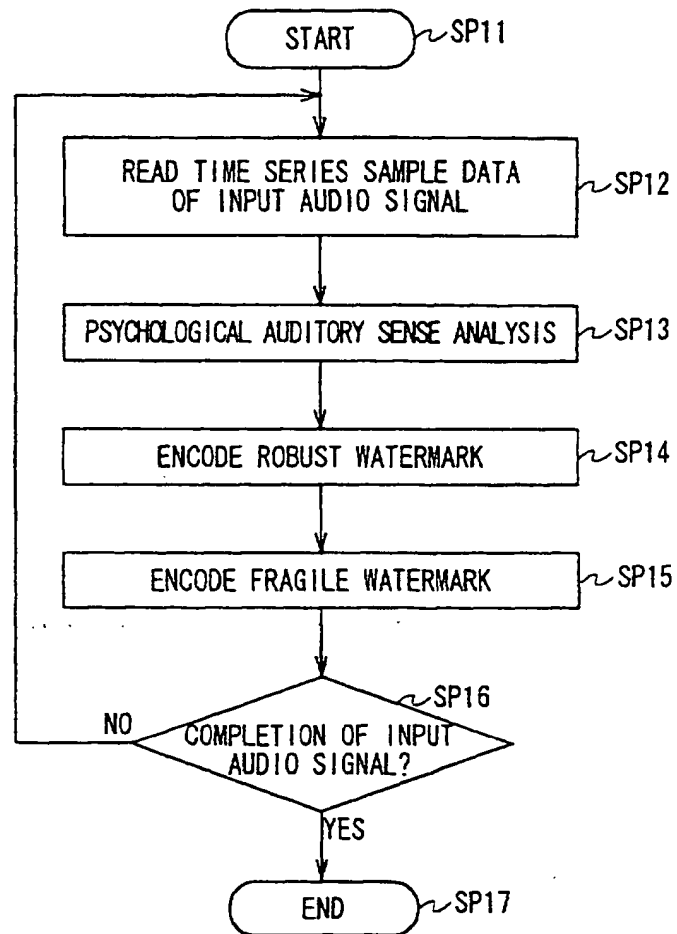 START
SP11
READ TIME SERIES SAMPLE DATA
OF INPUT AUDIO SIGNAL
SP12
PSYCHOLOGICAL AUDITORY SENSE ANALYSIS
SP13
ENCODE ROBUST WATERMARK
SP14
ENCODE FRAGILE WATERMARK
SP15
SP16
NO
COMPLETION OF INPUT
AUDIO SIGNAL?
YES
END
SP17